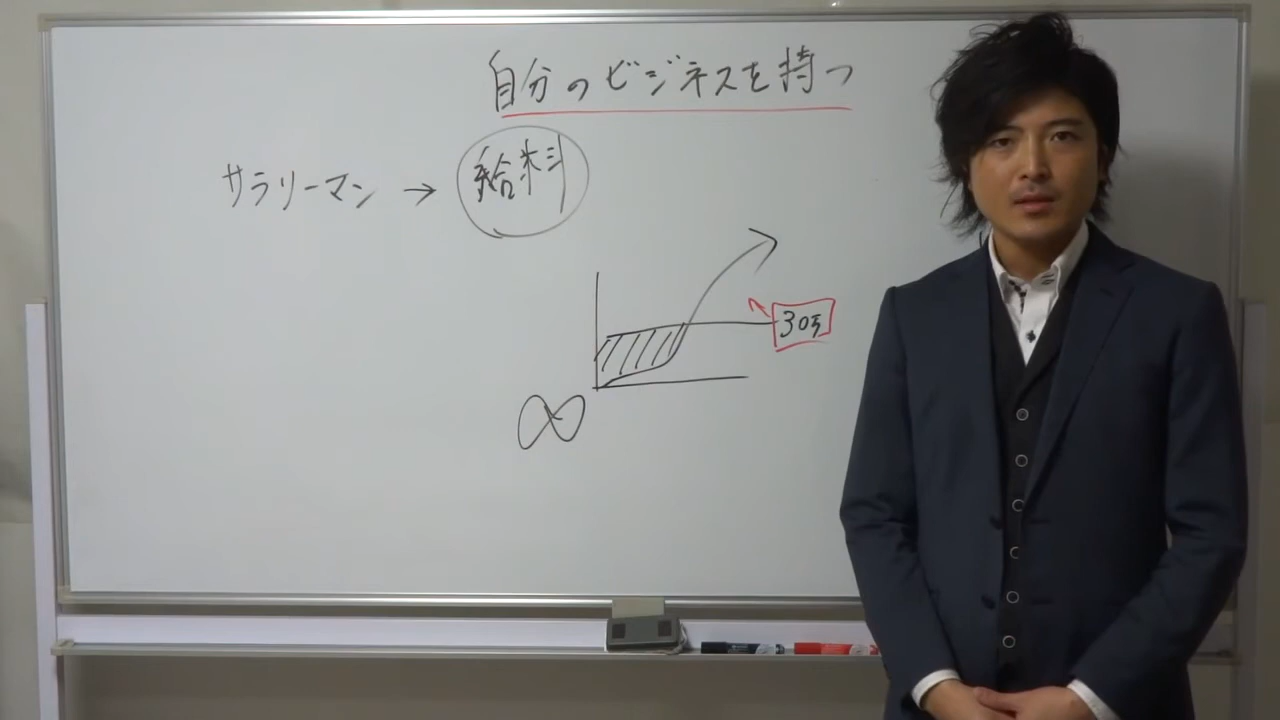 自分のビジネスを持つ
サラリーマン → 給料
30万
∞